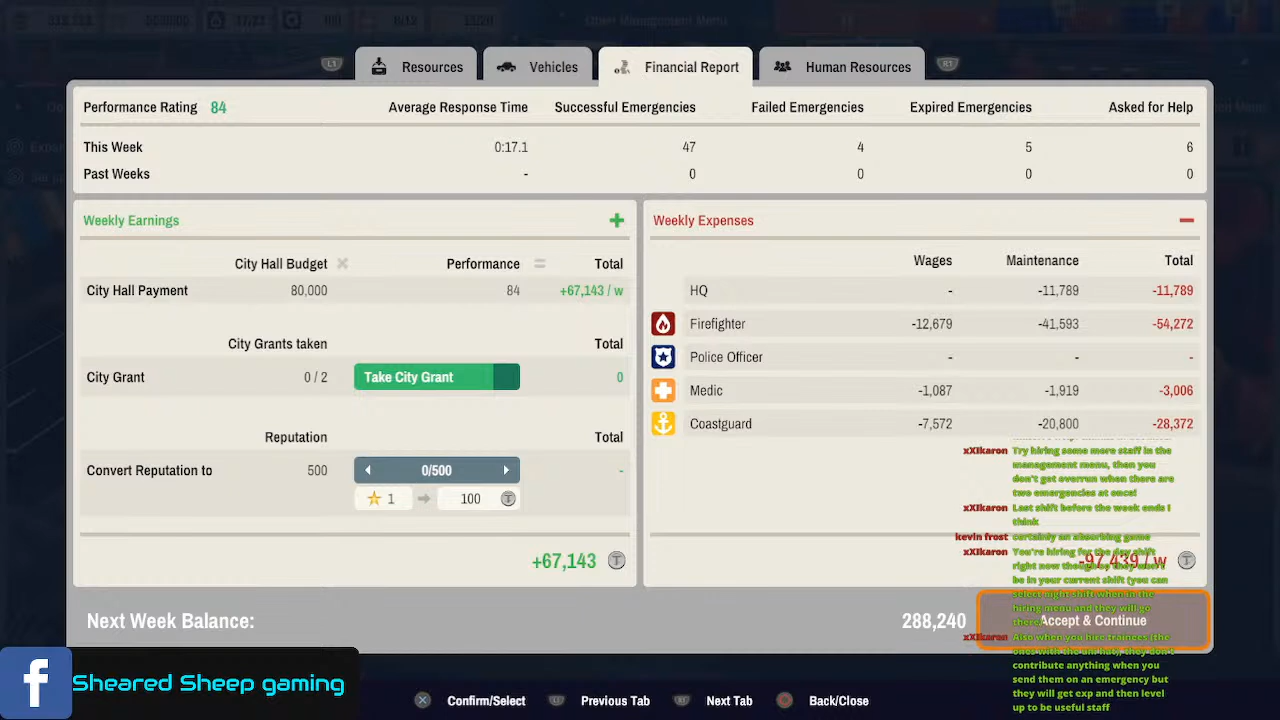 Other Management Menu
L1
Resources
Vehicles
Financial Report
Human Resources
R1
Performance Rating 84 Average Response Time Successful Emergencies Failed Emergencies Expired Emergencies Asked for Help
This Week 0:17.1 47 4 5 6
Past Weeks - 0 0 0 0
Weekly Earnings
City Hall Budget Performance Total
City Hall Payment 80,000 84 +67,143 / w
City Grants taken Total
City Grant 0 / 2 Take City Grant 0
Reputation Total
Convert Reputation to 500 0/500 -
1 100
+67,143
Weekly Expenses
Wages Maintenance Total
HQ - -11,789 -11,789
Firefighter -12,679 -41,593 -54,272
Police Officer - - -
Medic -1,087 -1,919 -3,006
Coastguard -7,572 -20,800 -28,372
-97,439 / w
xXIkaron Try hiring some more staff in the
management menu, then you
don't get overrun when there are
two emergencies at once!
xXIkaron Last shift before the week ends I
think
kevin frost certainly an absorbing game
xXIkaron You're hiring for the day shift
right now though so they won't
be in your current shift (you can
select night shift when in the
hiring menu and they will go
there)
xXIkaron Also when you hire trainees (the
ones with the uni hat), they don't
contribute anything when you
send them on an emergency but
they will get exp and then level
up to be useful staff
Next Week Balance: 288,240
Accept & Continue
Sheared Sheep gaming
Confirm/Select Previous Tab Next Tab Back/Close